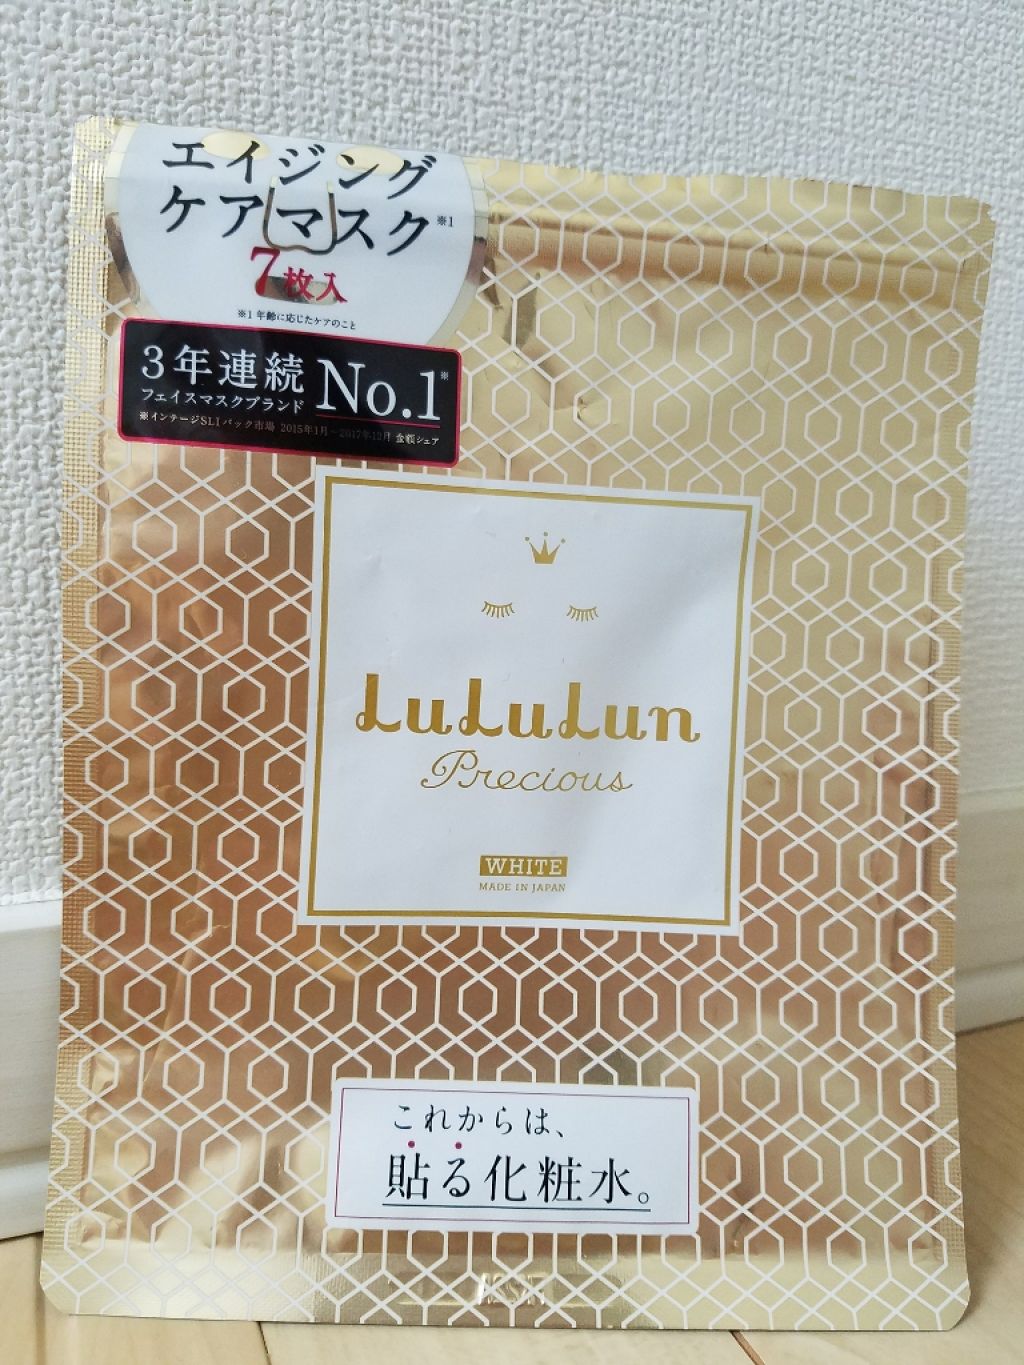 エイジング
ケアマスク※1
7枚入
※1 年齢に応じたケアのこと
3年連続
フェイスマスクブランド
No.1※
※インテージSLI パック市場 2015年1月~2017年12月 金額シェア
LuLuLun
Precious
WHITE
MADE IN JAPAN
これからは、
貼る化粧水。